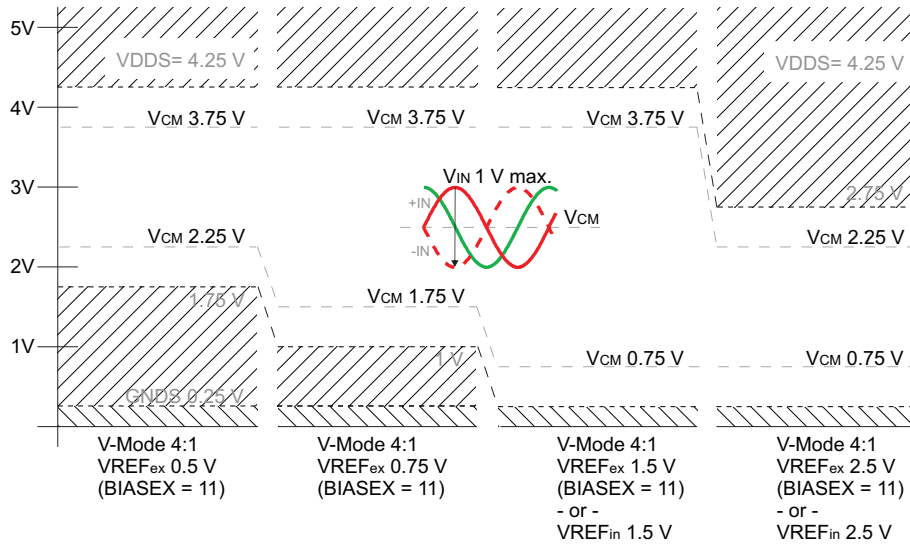 5V
VDDS= 4.25 V
VDDS= 4.25 V
4V
VCM 3.75 V
VCM 3.75 V
VCM 3.75 V
3V
VIN 1 V max.
2.75 V
+IN
VCM
-IN
VCM 2.25 V
VCM 2.25 V
2V
1.75 V
VCM 1.75 V
1V
1 V
VCM 0.75 V
VCM 0.75 V
GNDS 0.25 V
V-Mode 4:1
VREFex 0.5 V
(BIASEX = 11)
V-Mode 4:1
VREFex 0.75 V
(BIASEX = 11)
V-Mode 4:1
VREFex 1.5 V
(BIASEX = 11)
- or -
VREFin 1.5 V
V-Mode 4:1
VREFex 2.5 V
(BIASEX = 11)
- or -
VREFin 2.5 V